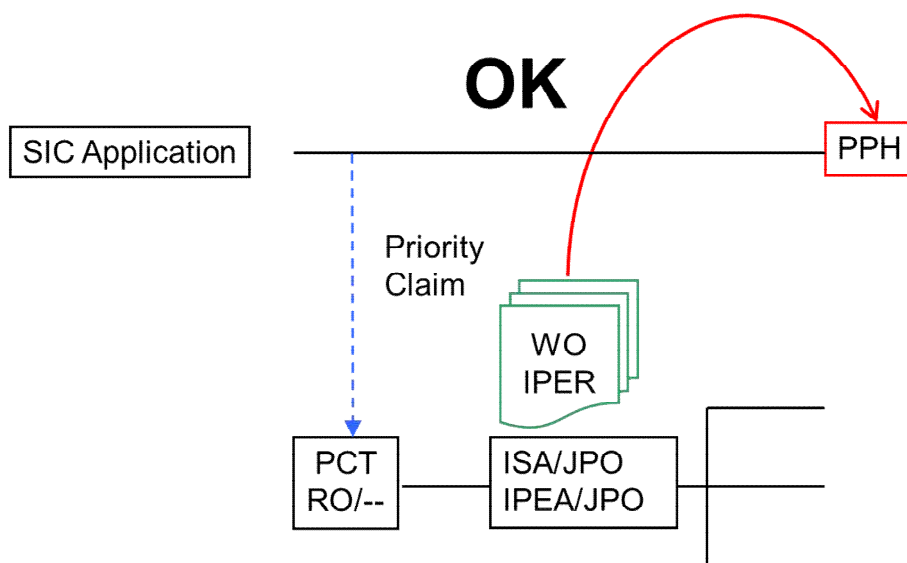 OK
SIC Application
PPH
Priority
Claim
WO
IPER
PCT
RO/--
ISA/JPO
IPEA/JPO